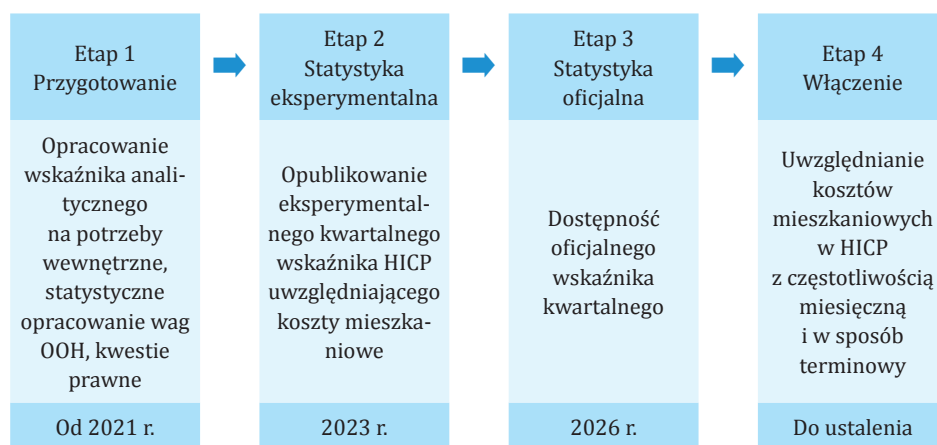 Etap 1
Przygotowanie
Opracowanie
wskaźnika anali-
tycznego
na potrzeby
wewnętrzne,
statystyczne
opracowanie wag
OOH, kwestie
prawne
Od 2021 r.
Etap 2
Statystyka
eksperymentalna
Opublikowanie
eksperymental-
nego kwartalnego
wskaźnika HICP
uwzględniającego
koszty mieszka-
niowe
2023 r.
Etap 3
Statystyka
oficjalna
Dostępność
oficjalnego
wskaźnika
kwartalnego
2026 r.
Etap 4
Włączenie
Uwzględnianie
kosztów
mieszkaniowych
w HICP
z częstotliwością
miesięczną
i w sposób
terminowy
Do ustalenia